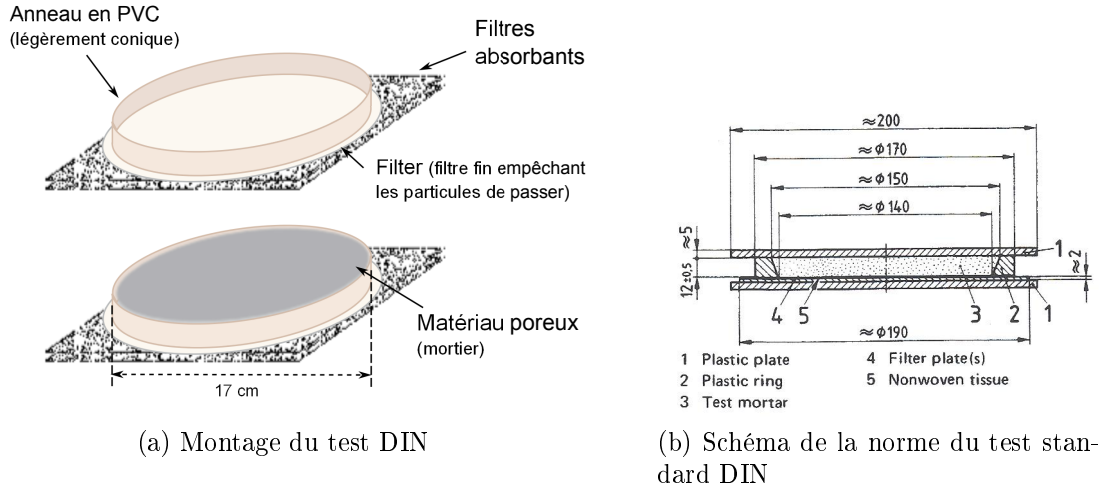 Anneau en PVC
(légèrement conique)
Filtres
absorbants
Filter (filtre fin empêchant
les particules de passer)
Matériau poreux
(mortier)
17 cm
(a) Montage du test DIN
≈200
≈ϕ170
≈ϕ150
≈ϕ140
≈5
12 ±0,5
≈2
1
4
5
3
2
1
≈ϕ190
1 Plastic plate
2 Plastic ring
3 Test mortar
4 Filter plate(s)
5 Nonwoven tissue
(b) Schéma de la norme du test stan-
dard DIN